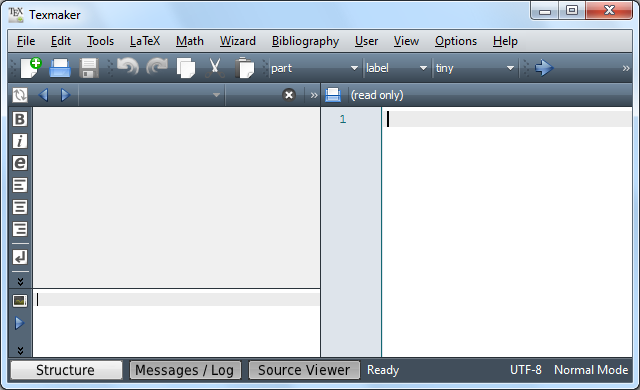 TEX Texmaker
File Edit Tools LaTeX Math Wizard Bibliography User View Options Help
part label tiny »
» (read only)
B 1
i
e
Structure Messages / Log Source Viewer Ready UTF-8 Normal Mode